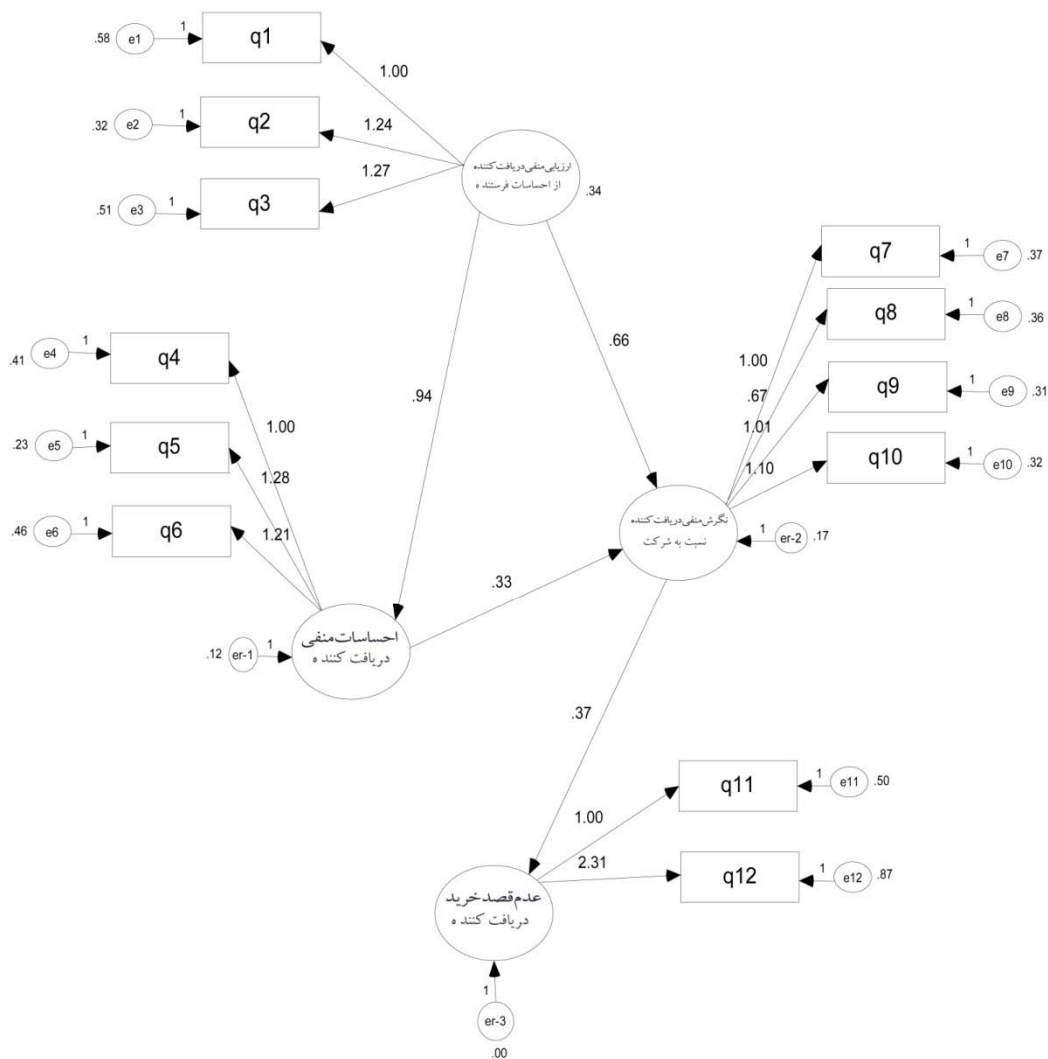 .58 e1 1 q1
1.00
.32 e2 1 q2
1.24
.51 e3 1 q3
1.27
ارزیابی منفی دریافت کننده
از احساسات فرستنده
.34
q7 1 e7 .37
q8 1 e8 .36
q9 1 e9 .31
q10 1 e10 .32
1.00
.67
1.01
1.10
.66
.94
.41 e4 1 q4
1.00
.23 e5 1 q5
1.28
.46 e6 1 q6
1.21
نگرش منفی دریافت کننده
نسبت به شرکت
1 er-2 .17
.33
احساسات منفی
دریافت کننده
.12 er-1 1
.37
q11 1 e11 .50
1.00
q12 1 e12 .87
2.31
عدم قصد خرید
دریافت کننده
1
er-3
.00